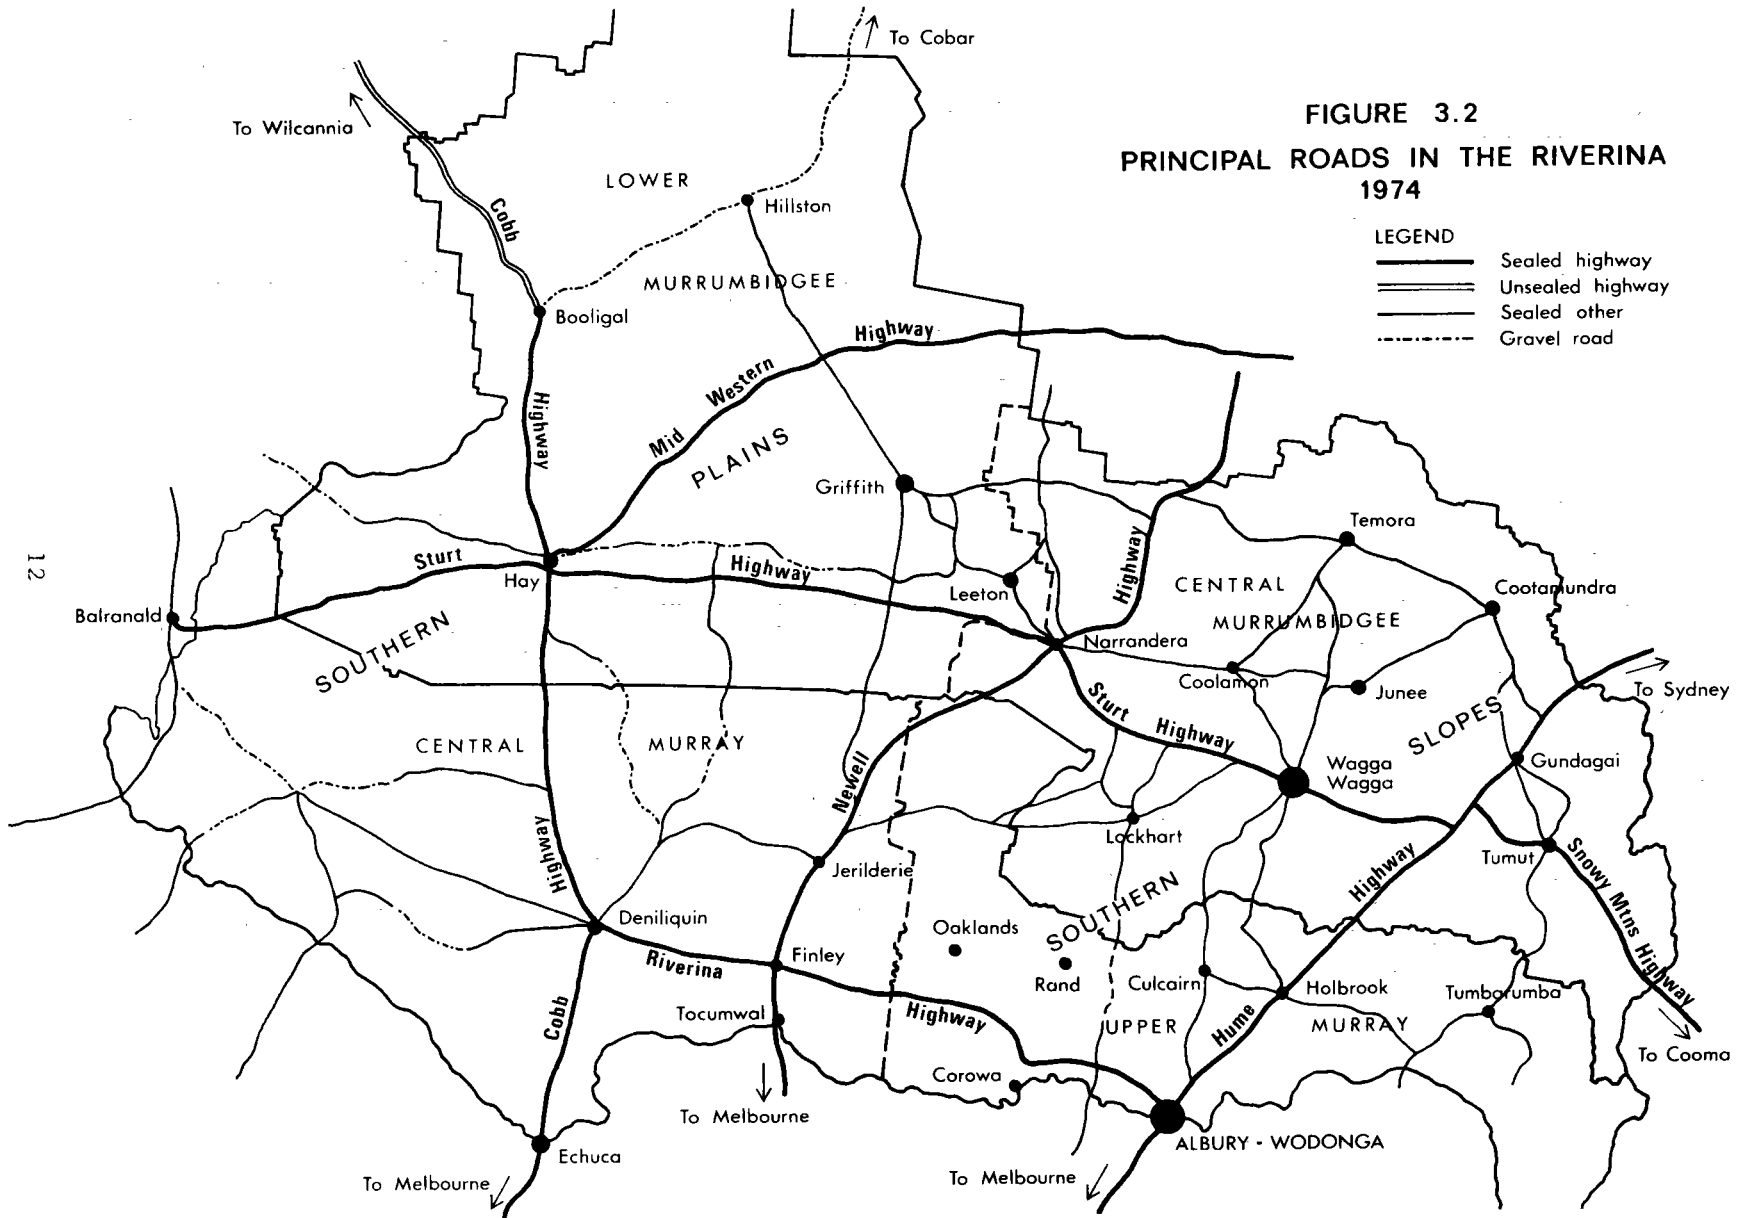 To Cobar
FIGURE 3.2
PRINCIPAL ROADS IN THE RIVERINA
1974
LEGEND
Sealed highway
Unsealed highway
Sealed other
Gravel road
To Wilcannia
LOWER
Hillston
Cobb
MURRUMBIDGEE
Booligal
Highway
Mid Western Highway
PLAINS
Griffith
Highway
Temora
Sturt Highway
Hay
Leeton
CENTRAL
MURRUMBIDGEE
Cootamundra
Balranald
SOUTHERN
Narrandera
Coolamon
Junee
To Sydney
Sturt Highway
SLOPES
CENTRAL MURRAY
Newell
Wagga
Wagga
Gundagai
Highway
Lockhart
Jerilderie
Highway
Tumut
Snowy Mtns Highway
SOUTHERN
Deniliquin
Oaklands
Riverina
Finley
Rand
Culcairn
Holbrook
Tumbarumba
Cobb
Tocumwal
Highway
UPPER
Hume
MURRAY
To Cooma
Corowa
To Melbourne
ALBURY - WODONGA
Echuca
To Melbourne
To Melbourne
12